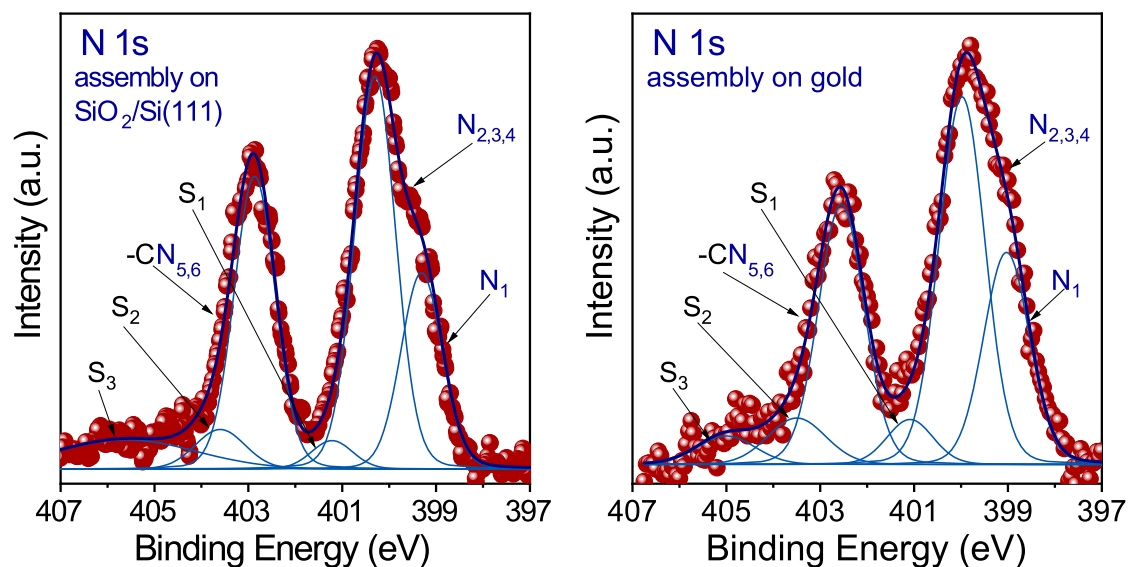 N 1s
assembly on
SiO2/Si(111)
N2,3,4
S1
-CN5,6
N1
S2
S3
Intensity (a.u.)
407 405 403 401 399 397
Binding Energy (eV)
N 1s
assembly on gold
N2,3,4
S1
-CN5,6
N1
S2
S3
Intensity (a.u.)
407 405 403 401 399 397
Binding Energy (eV)